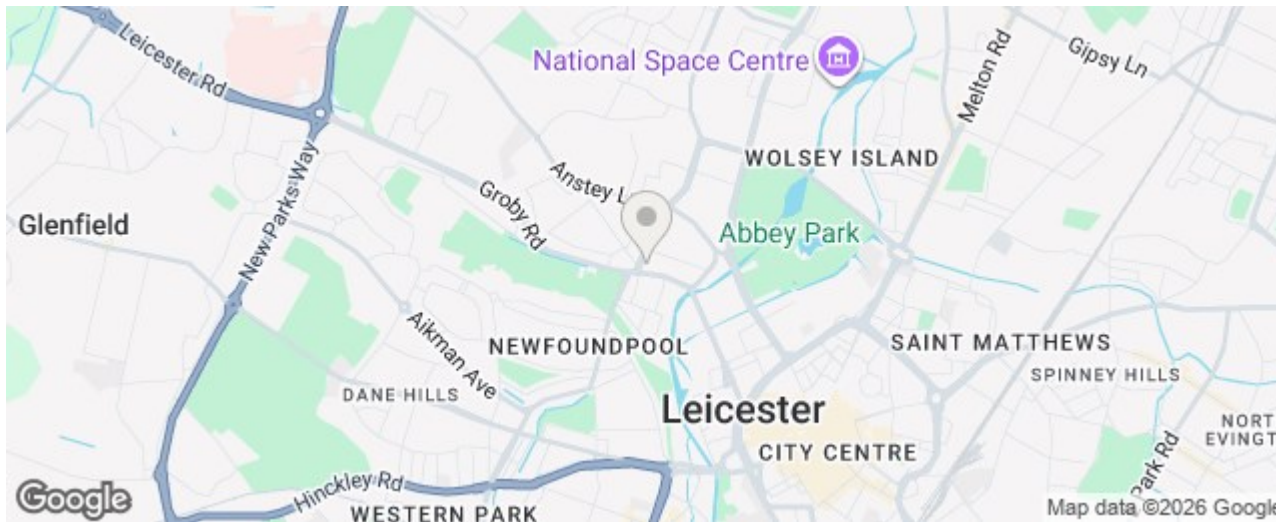 Leicester Rd
National Space Centre
Melton Rd
Gipsy Ln
WOLSEY ISLAND
Anstey L
Groby Rd
New Parks Way
Glenfield
Abbey Park
Aikman Ave
NEWFOUNDPOOL
SAINT MATTHEWS
SPINNEY HILLS
DANE HILLS
Leicester
NORT
EVINGT
CITY CENTRE
Park Rd
Hinckley Rd
WESTERN PARK
Google
Map data ©2026 Google